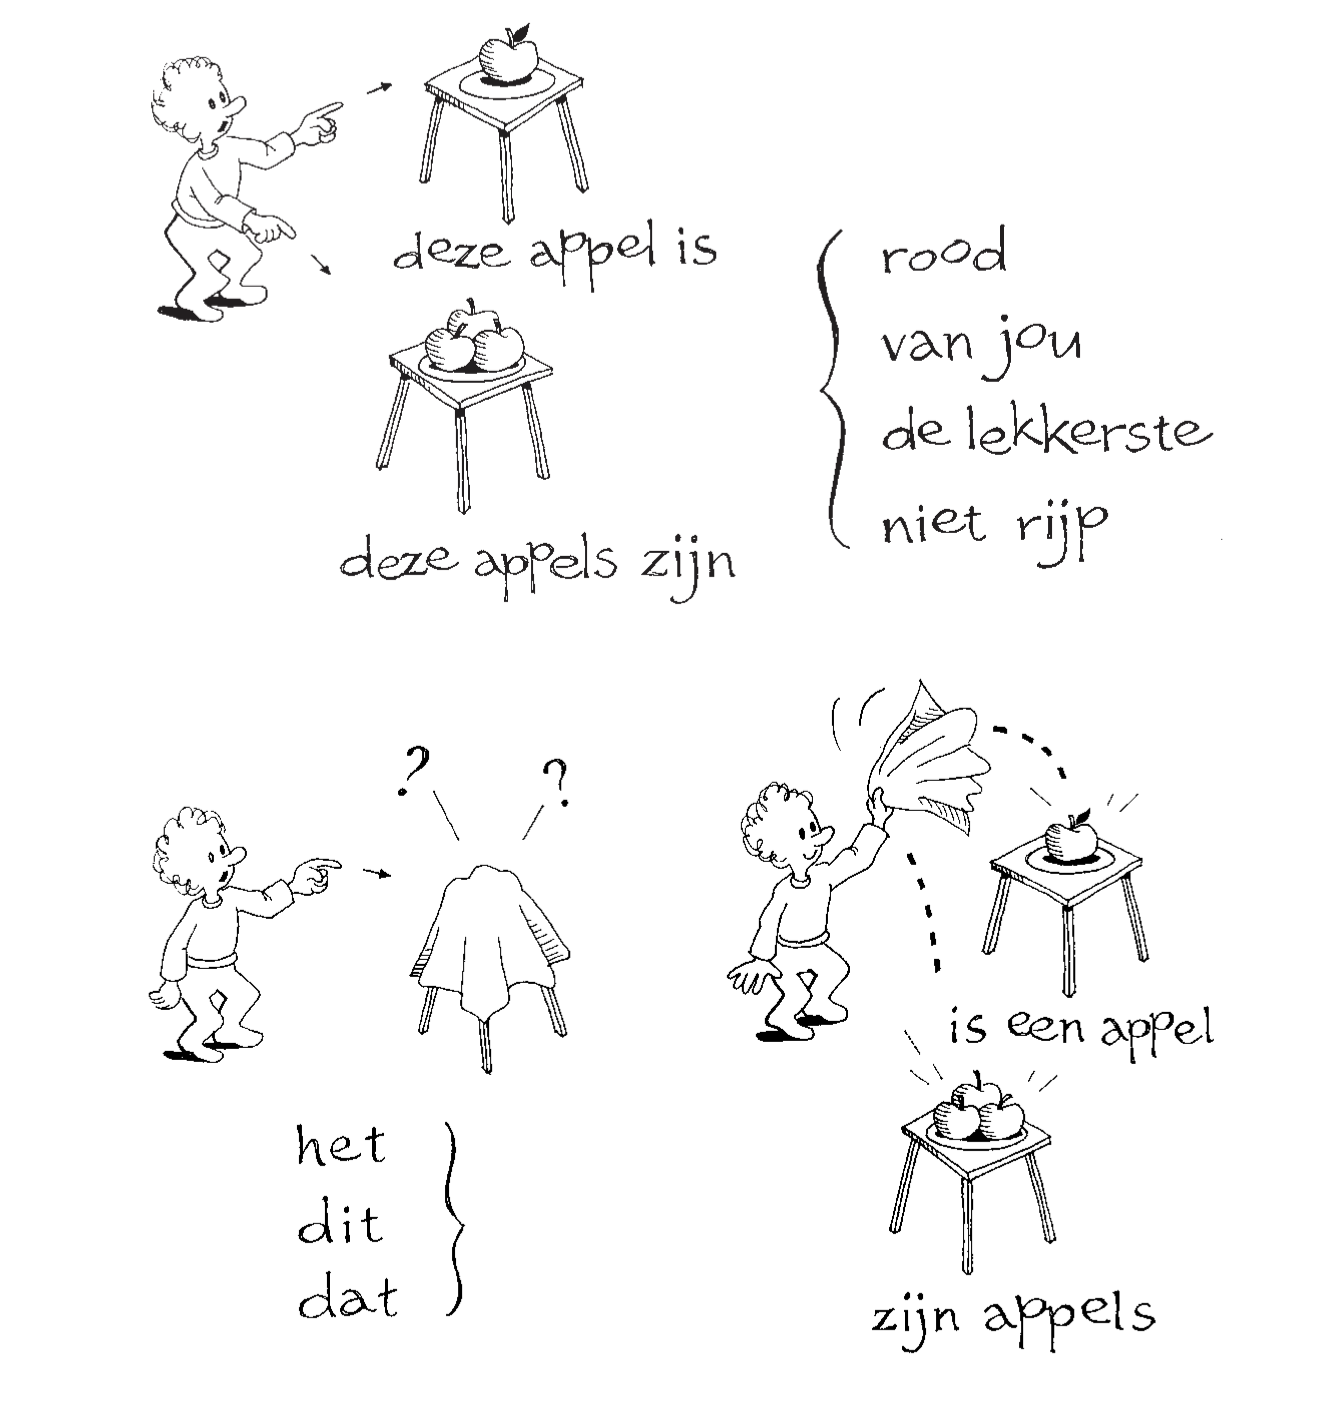 deze appel is
deze appels zijn
rood
van jou
de lekkerste
niet rijp
?
?
het
dit
dat
is een appel
zijn appels